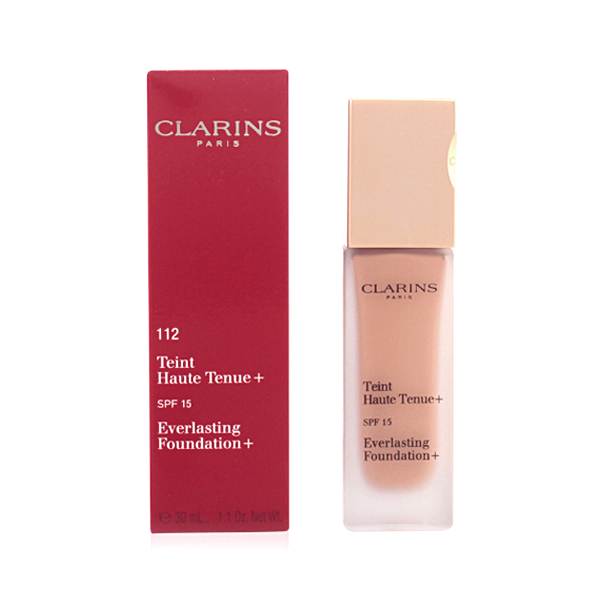 CLARINS
PARIS
112
Teint
Haute Tenue+
SPF 15
Everlasting
Foundation+
℮ 30 mL 1.1 Oz. Net Wt.
CLARINS
PARIS
Teint
Haute Tenue+
SPF 15
Everlasting
Foundation+